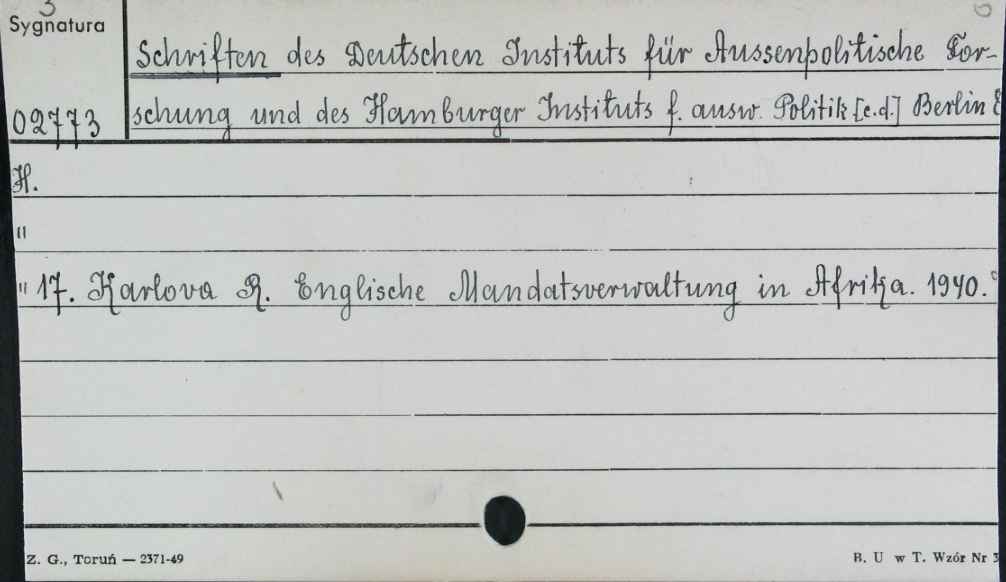 3
Sygnatura
Schriften des Deutschen Instituts für Aussenpolitische For-
02773 schung und des Hamburger Instituts f. ausw. Politik [c.d.] Berlin
H.
"
" 17. Karlova R. Englische Mandatsverwaltung in Afrika. 1940.
Z. G., Toruń — 2371-49 B. U w T. Wzór Nr 3